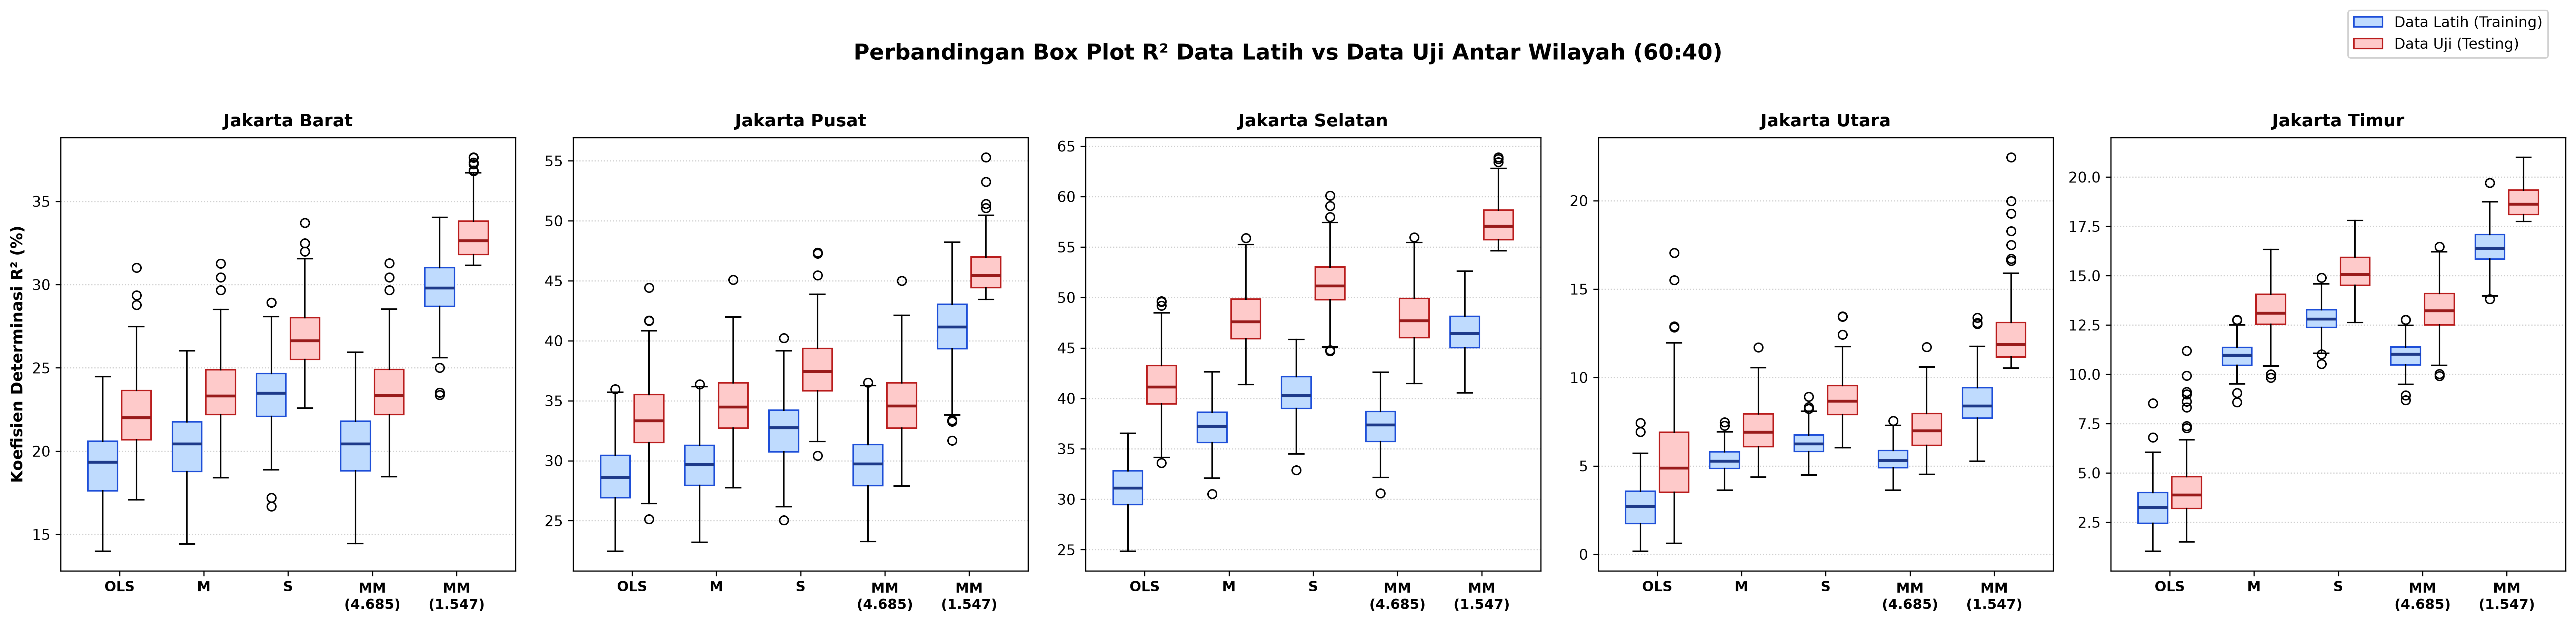 Data Latih (Training)
Data Uji (Testing)
Perbandingan Box Plot R² Data Latih vs Data Uji Antar Wilayah (60:40)
Jakarta Barat
Koefisien Determinasi R² (%)
35
30
25
20
15
OLS
M
S
MM
(4.685)
MM
(1.547)
Jakarta Pusat
55
50
45
40
35
30
25
OLS
M
S
MM
(4.685)
MM
(1.547)
Jakarta Selatan
65
60
55
50
45
40
35
30
25
OLS
M
S
MM
(4.685)
MM
(1.547)
Jakarta Utara
20
15
10
5
0
OLS
M
S
MM
(4.685)
MM
(1.547)
Jakarta Timur
20.0
17.5
15.0
12.5
10.0
7.5
5.0
2.5
OLS
M
S
MM
(4.685)
MM
(1.547)